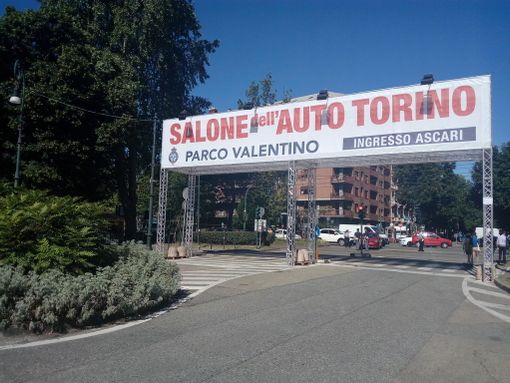 SALONE dell'AUTO TORINO
PARCO VALENTINO
INGRESSO ASCARI